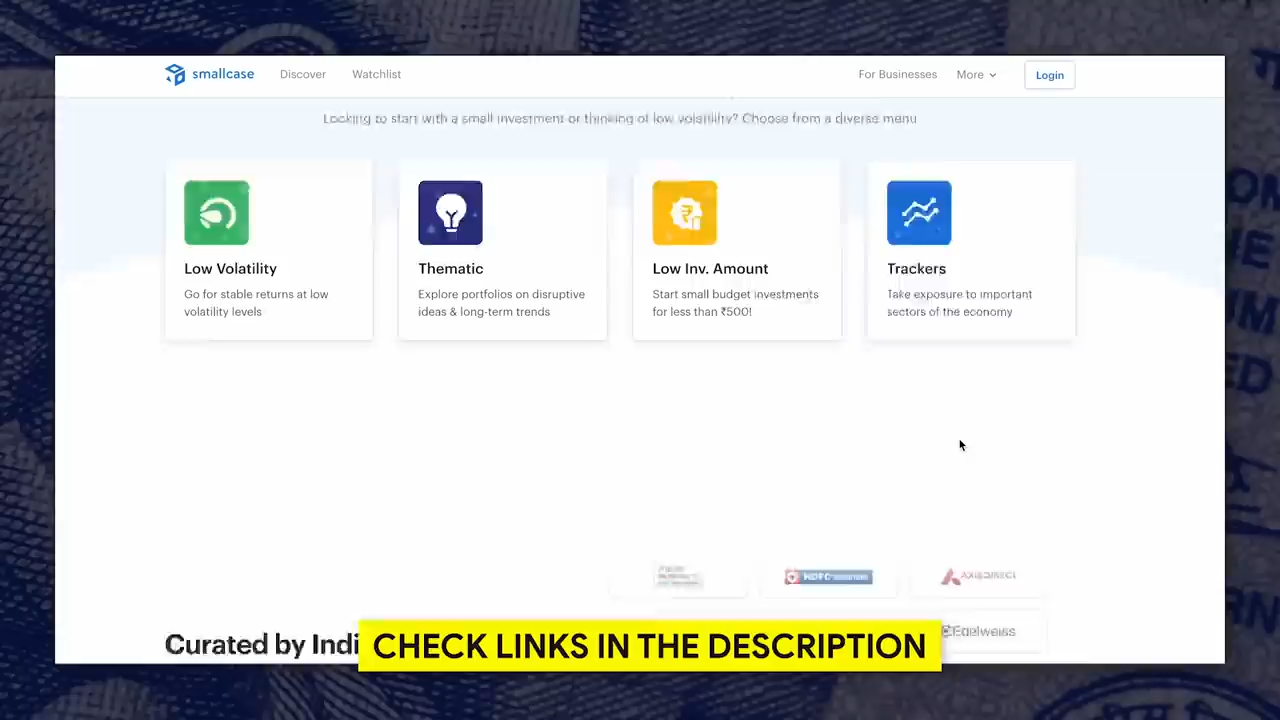 smallcase Discover Watchlist For Businesses More Login
Looking to start with a small investment or thinking of low volatility? Choose from a diverse menu
Low Volatility
Go for stable returns at low
volatility levels
Thematic
Explore portfolios on disruptive
ideas & long-term trends
Low Inv. Amount
Start small budget investments
for less than ₹500!
Trackers
Take exposure to important
sectors of the economy
HDFC securities AXISDIRECT
Edelweiss
Curated by Indi
CHECK LINKS IN THE DESCRIPTION